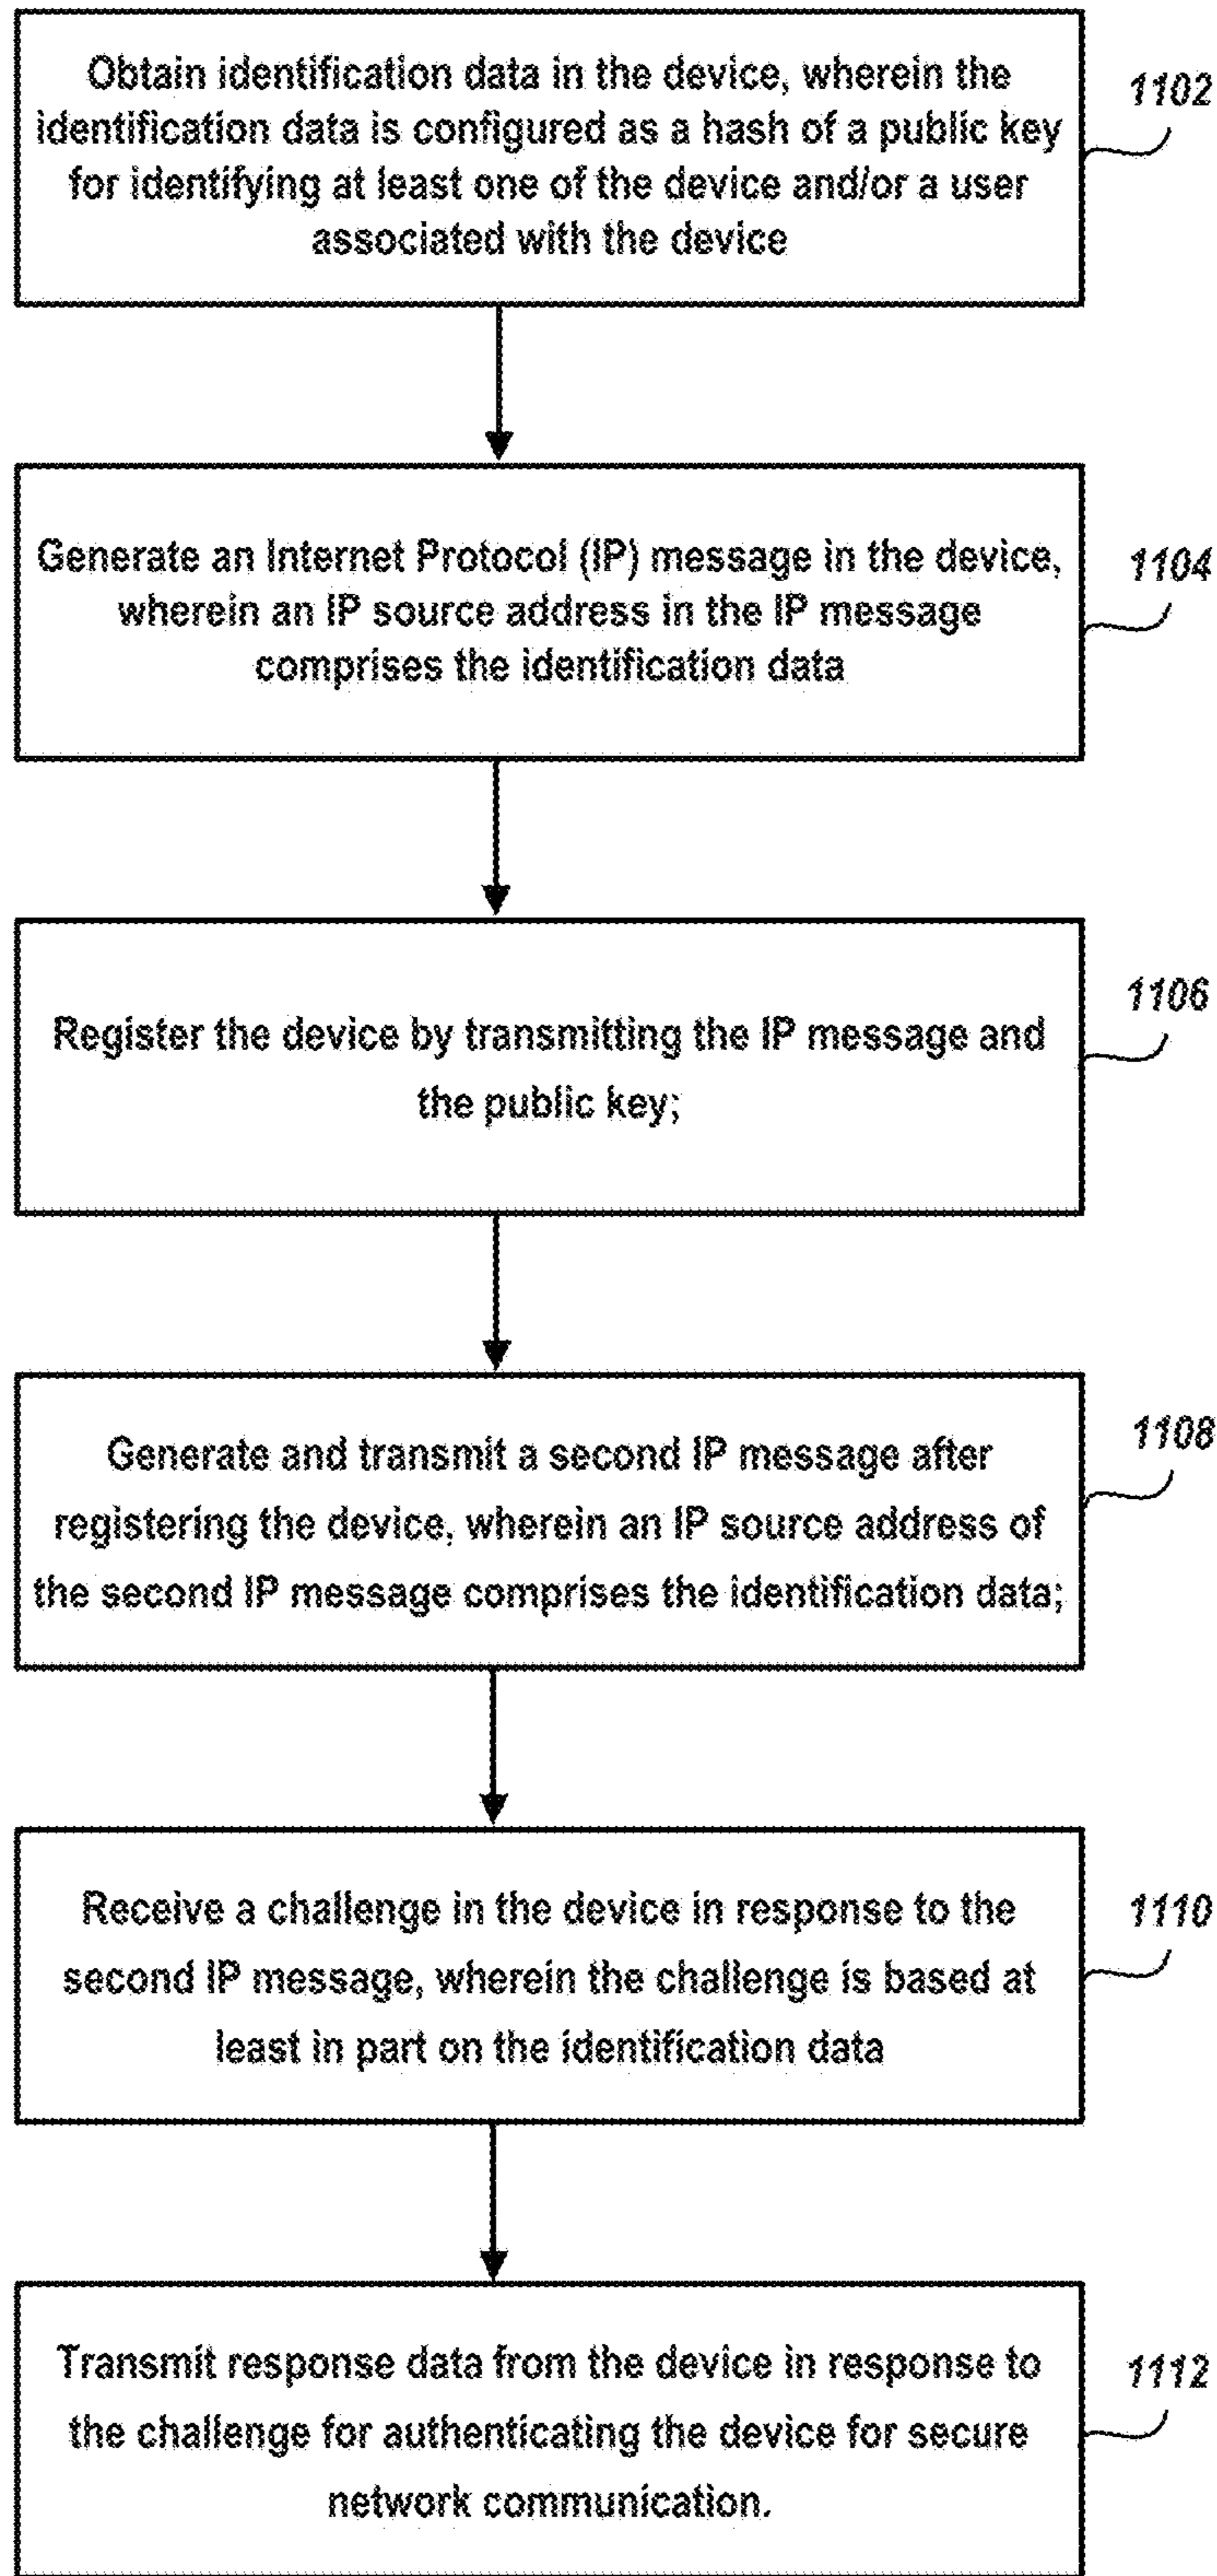 Obtain identification data in the device, wherein the
identification data is configured as a hash of a public key
for identifying at least one of the device and/or a user
associated with the device
1102
Generate an Internet Protocol (IP) message in the device,
wherein an IP source address in the IP message
comprises the identification data
1104
Register the device by transmitting the IP message and
the public key;
1106
Generate and transmit a second IP message after
registering the device, wherein an IP source address of
the second IP message comprises the identification data;
1108
Receive a challenge in the device in response to the
second IP message, wherein the challenge is based at
least in part on the identification data
1110
Transmit response data from the device in response to
the challenge for authenticating the device for secure
network communication.
1112